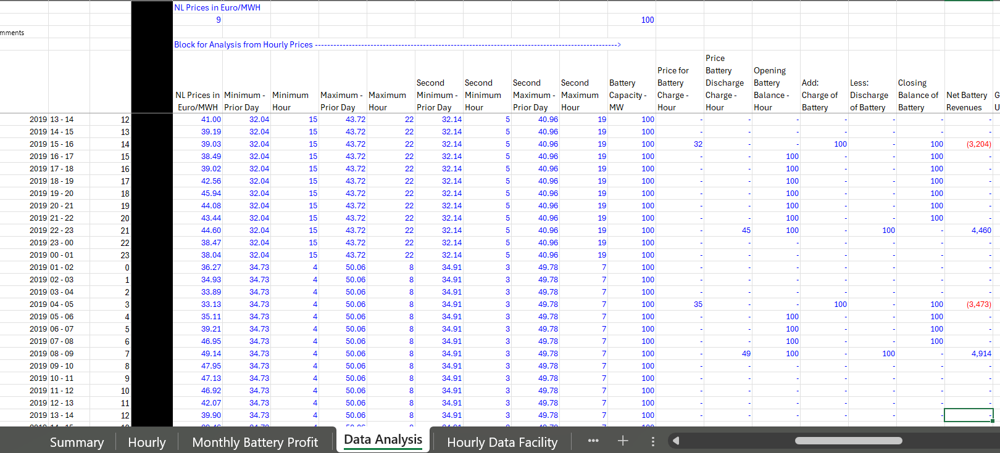 NL Prices in Euro/MWH
9 100
mments
Block for Analysis from Hourly Prices ---------------------------------------------------------------------------------------------------->
NL Prices in Euro/MWH Minimum - Prior Day Minimum Hour Maximum - Prior Day Maximum Hour Second Minimum - Prior Day Second Minimum Hour Second Maximum - Prior Day Second Maximum Hour Battery Capacity - MW Price for Battery Charge - Hour Price Battery Discharge Charge - Hour Opening Battery Balance - Hour Add: Charge of Battery Less: Discharge of Battery Closing Balance of Battery Net Battery Revenues G U
2019 13 - 14 12 41.00 32.04 15 43.72 22 32.14 5 40.96 19 100 - - - - - - -
2019 14 - 15 13 39.19 32.04 15 43.72 22 32.14 5 40.96 19 100 - - - - - - -
2019 15 - 16 14 39.03 32.04 15 43.72 22 32.14 5 40.96 19 100 32 - - 100 - 100 (3,204)
2019 16 - 17 15 38.49 32.04 15 43.72 22 32.14 5 40.96 19 100 - - 100 - - 100 -
2019 17 - 18 16 39.02 32.04 15 43.72 22 32.14 5 40.96 19 100 - - 100 - - 100 -
2019 18 - 19 17 42.56 32.04 15 43.72 22 32.14 5 40.96 19 100 - - 100 - - 100 -
2019 19 - 20 18 45.94 32.04 15 43.72 22 32.14 5 40.96 19 100 - - 100 - - 100 -
2019 20 - 21 19 44.08 32.04 15 43.72 22 32.14 5 40.96 19 100 - - 100 - - 100 -
2019 21 - 22 20 43.44 32.04 15 43.72 22 32.14 5 40.96 19 100 - - 100 - - 100 -
2019 22 - 23 21 44.60 32.04 15 43.72 22 32.14 5 40.96 19 100 - 45 100 - 100 - 4,460
2019 23 - 00 22 38.47 32.04 15 43.72 22 32.14 5 40.96 19 100 - - - - - - -
2019 00 - 01 23 38.04 32.04 15 43.72 22 32.14 5 40.96 19 100 - - - - - - -
2019 01 - 02 0 36.27 34.73 4 50.06 8 34.91 3 49.78 7 100 - - - - - - -
2019 02 - 03 1 34.93 34.73 4 50.06 8 34.91 3 49.78 7 100 - - - - - - -
2019 03 - 04 2 33.89 34.73 4 50.06 8 34.91 3 49.78 7 100 - - - - - - -
2019 04 - 05 3 33.13 34.73 4 50.06 8 34.91 3 49.78 7 100 35 - - 100 - 100 (3,473)
2019 05 - 06 4 35.11 34.73 4 50.06 8 34.91 3 49.78 7 100 - - 100 - - 100 -
2019 06 - 07 5 39.21 34.73 4 50.06 8 34.91 3 49.78 7 100 - - 100 - - 100 -
2019 07 - 08 6 46.95 34.73 4 50.06 8 34.91 3 49.78 7 100 - - 100 - - 100 -
2019 08 - 09 7 49.14 34.73 4 50.06 8 34.91 3 49.78 7 100 - 49 100 - 100 - 4,914
2019 09 - 10 8 47.95 34.73 4 50.06 8 34.91 3 49.78 7 100 - - - - - - -
2019 10 - 11 9 47.13 34.73 4 50.06 8 34.91 3 49.78 7 100 - - - - - - -
2019 11 - 12 10 46.92 34.73 4 50.06 8 34.91 3 49.78 7 100 - - - - - - -
2019 12 - 13 11 42.07 34.73 4 50.06 8 34.91 3 49.78 7 100 - - - - - - -
2019 13 - 14 12 39.90 34.73 4 50.06 8 34.91 3 49.78 7 100 - - - - - - -
Summary Hourly Monthly Battery Profit Data Analysis Hourly Data Facility